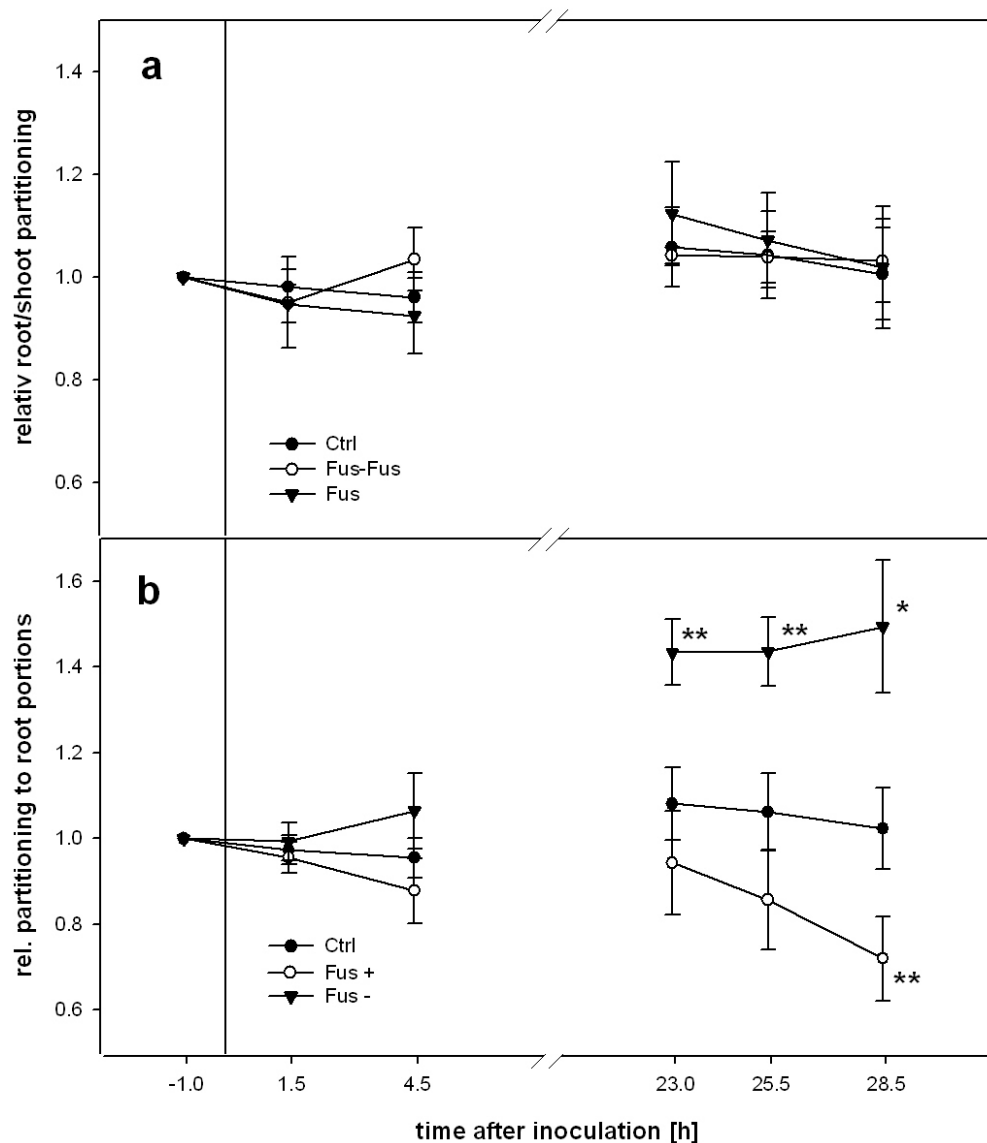 a
1.4
1.2
1.0
0.8
0.6
relativ root/shoot partitioning
Ctrl
Fus-Fus
Fus
b
1.6
1.4
1.2
1.0
0.8
0.6
rel. partitioning to root portions
** ** *
**
Ctrl
Fus +
Fus -
-1.0 1.5 4.5 23.0 25.5 28.5
time after inoculation [h]